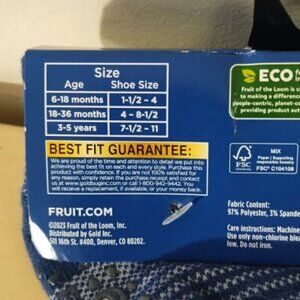 Size
Age Shoe Size
6-18 months 1-1/2 – 4
18-36 months 4 – 8-1/2
3-5 years 7-1/2 – 11
BEST FIT GUARANTEE:
We are proud of the time and attention to detail we put into
achieving the best fit on each and every style. Purchase this
product with confidence. If you are not 100% satisfied for
any reason, simply retain the purchase receipt and contact
us at www.goldbuginc.com or call 1-800-942-9442. You
will receive a replacement, if available, or your money back.
FRUIT.COM
©2023 Fruit of the Loom, Inc.
Distributed by Gold Inc.
511 16th St. #400, Denver, CO 80202.
ECO
Fruit of the Loom is c
to making a difference
people-centric, planet-co
providing product aut
FSC
MIX
Paper | Supporting
responsible forestry
FSC® C104108
Fabric Content:
97% Polyester, 3% Spande
Care instructions: Machine
Use only non-chlorine blea
low. Do not iron.